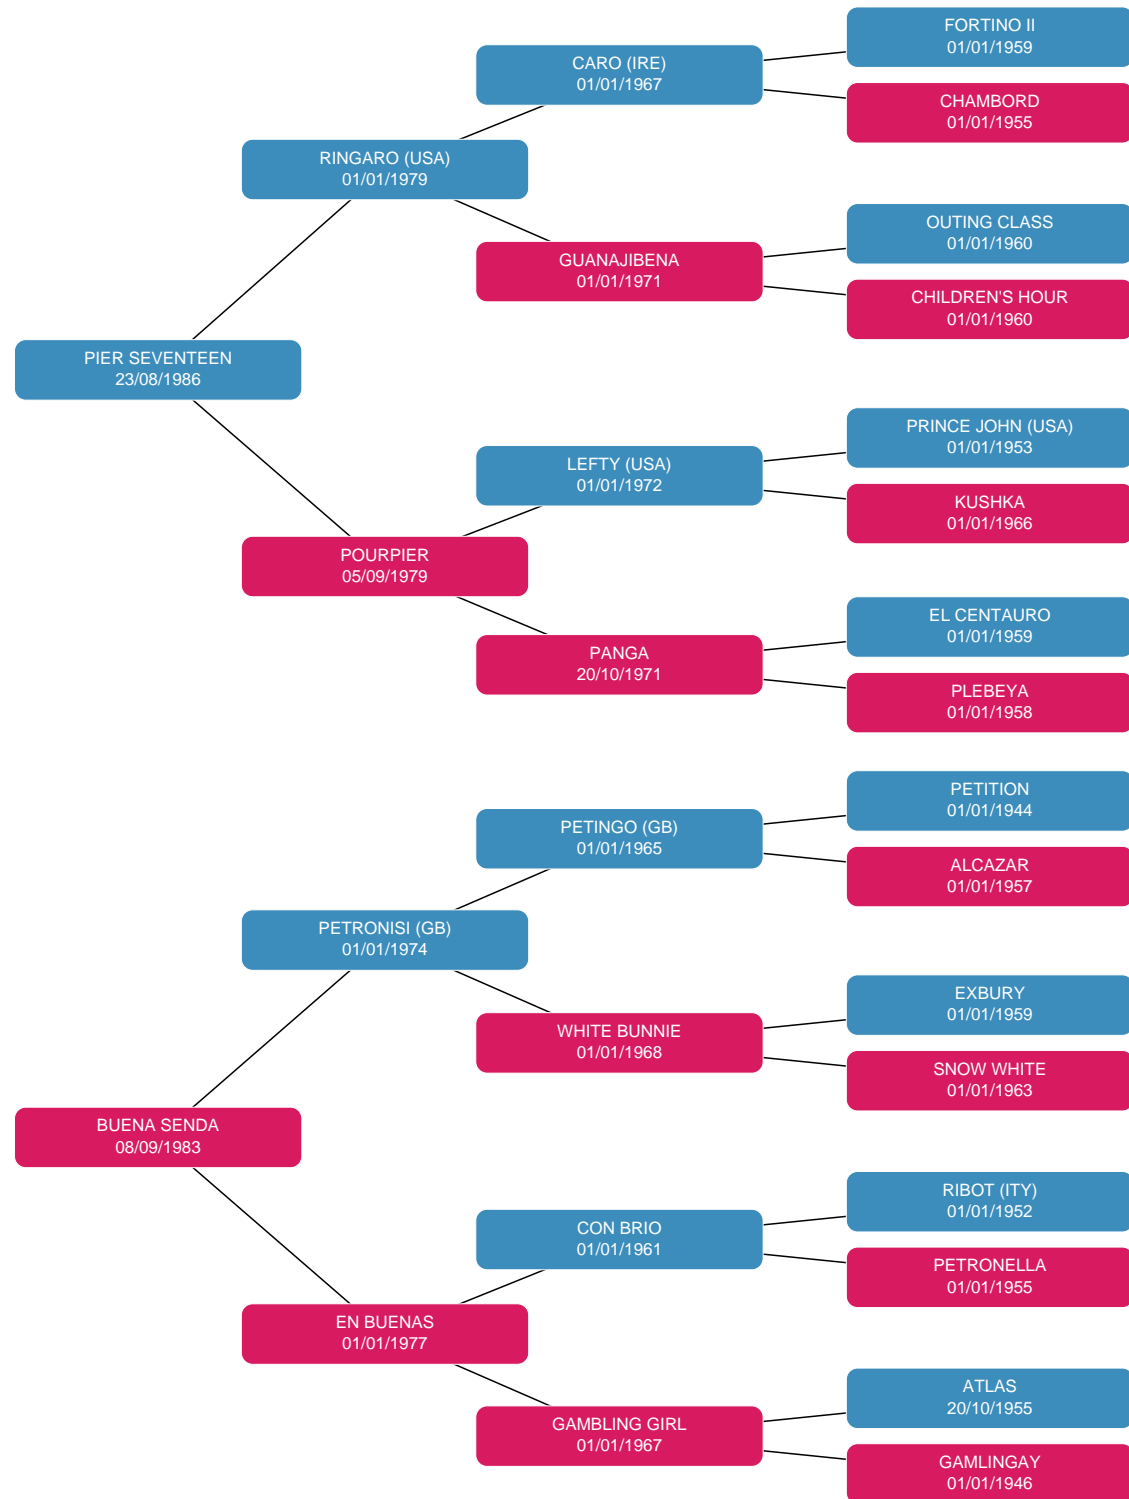 FORTINO II
01/01/1959
CARO (IRE)
01/01/1967
CHAMBORD
01/01/1955
RINGARO (USA)
01/01/1979
OUTING CLASS
01/01/1960
GUANAJIBENA
01/01/1971
CHILDREN'S HOUR
01/01/1960
PIER SEVENTEEN
23/08/1986
PRINCE JOHN (USA)
01/01/1953
LEFTY (USA)
01/01/1972
KUSHKA
01/01/1966
POURPIER
05/09/1979
EL CENTAURO
01/01/1959
PANGA
20/10/1971
PLEBEYA
01/01/1958
PETITION
01/01/1944
PETINGO (GB)
01/01/1965
ALCAZAR
01/01/1957
PETRONISI (GB)
01/01/1974
EXBURY
01/01/1959
WHITE BUNNIE
01/01/1968
SNOW WHITE
01/01/1963
BUENA SENDA
08/09/1983
RIBOT (ITY)
01/01/1952
CON BRIO
01/01/1961
PETRONELLA
01/01/1955
EN BUENAS
01/01/1977
ATLAS
20/10/1955
GAMBLING GIRL
01/01/1967
GAMLINGAY
01/01/1946